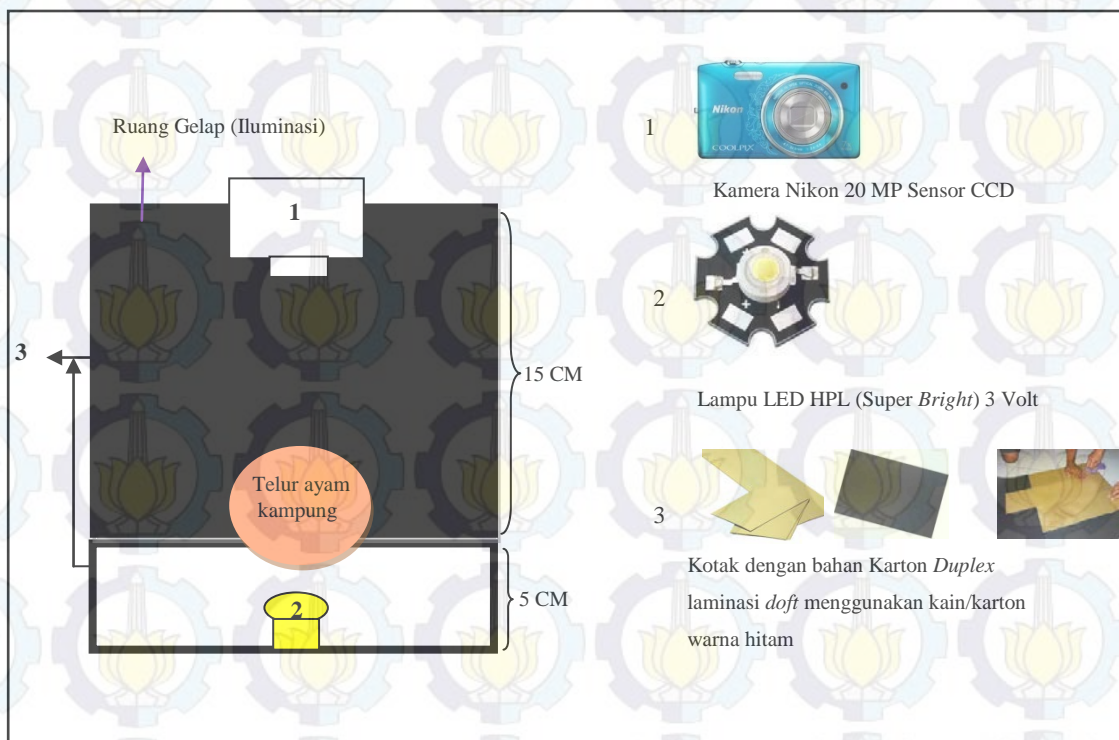 Ruang Gelap (Iluminasi)
1
3
15 CM
Telur ayam
kampung
5 CM
2
1
Nikon
COOLPIX
Kamera Nikon 20 MP Sensor CCD
2
+
Lampu LED HPL (Super Bright) 3 Volt
3
Kotak dengan bahan Karton Duplex
laminasi doft menggunakan kain/karton
warna hitam